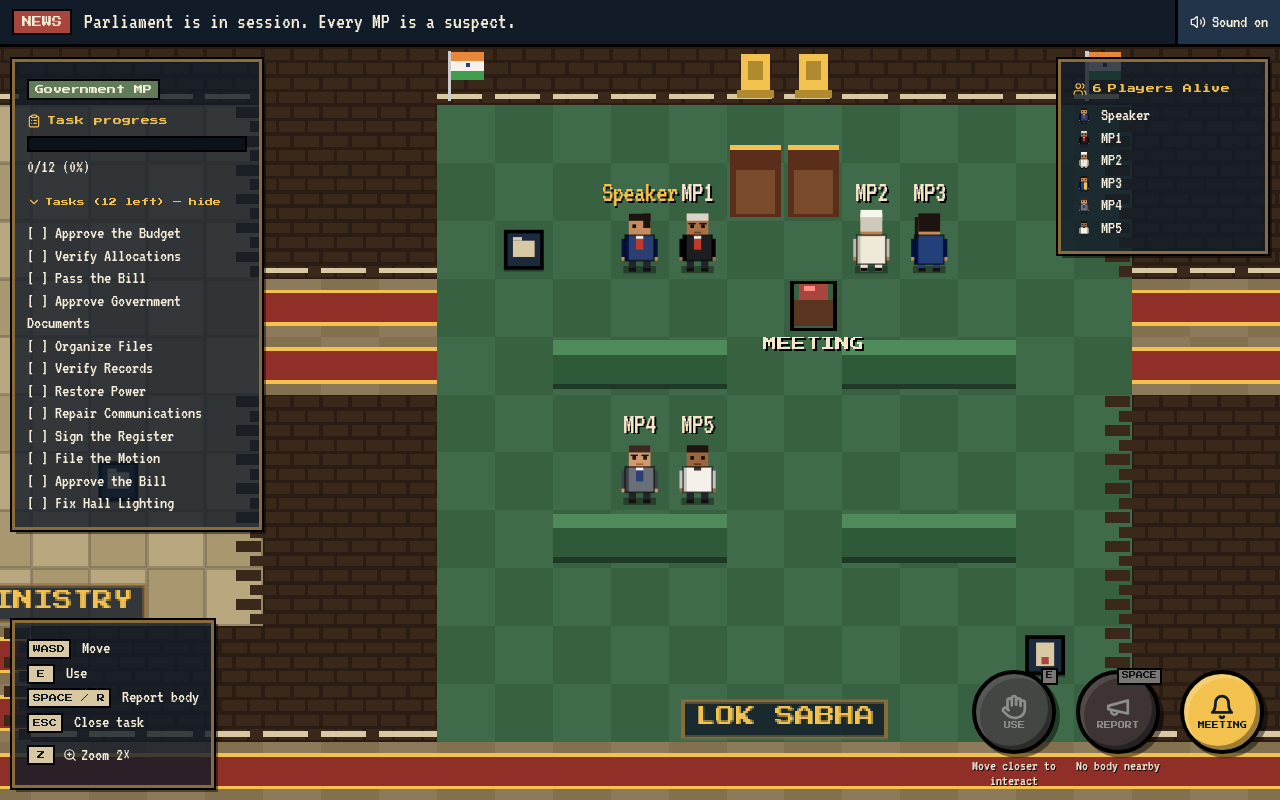 NEWS Parliament is in session. Every MP is a suspect.
Sound on
Government MP
Task progress
0/12 (0%)
Tasks (12 left) — hide
[ ] Approve the Budget
[ ] Verify Allocations
[ ] Pass the Bill
[ ] Approve Government
Documents
[ ] Organize Files
[ ] Verify Records
[ ] Restore Power
[ ] Repair Communications
[ ] Sign the Register
[ ] File the Motion
[ ] Approve the Bill
[ ] Fix Hall Lighting
6 Players Alive
Speaker
MP1
MP2
MP3
MP4
MP5
Speaker MP1 MP2 MP3
MEETING
MP4 MP5
INISTRY
LOK SABHA
WASD Move
E Use
SPACE / R Report body
ESC Close task
Z Zoom 2X
E
USE
Move closer to
interact
SPACE
REPORT
No body nearby
MEETING